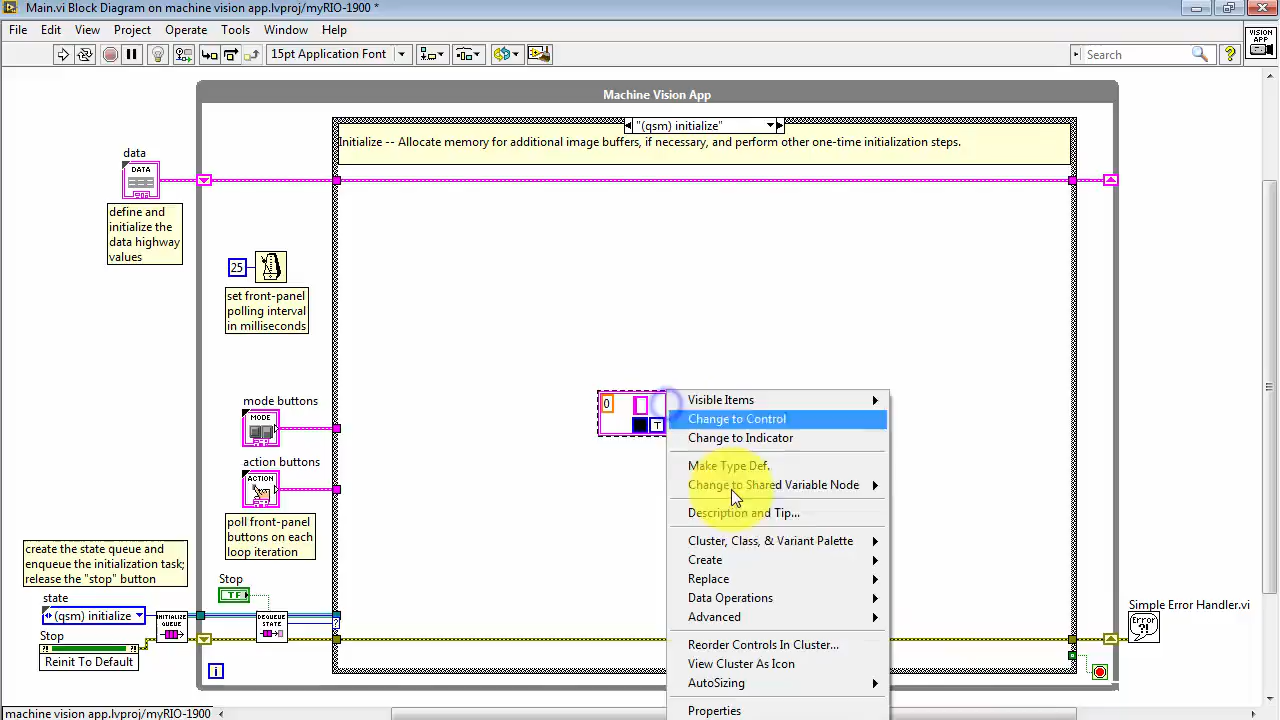 Main.vi Block Diagram on machine vision app.lvproj/myRIO-1900 *
File Edit View Project Operate Tools Window Help
15pt Application Font
Search
VISION
APP
Machine Vision App
"(qsm) initialize"
Initialize -- Allocate memory for additional image buffers, if necessary, and perform other one-time initialization steps.
data
DATA
define and
initialize the
data highway
values
25
set front-panel
polling interval
in milliseconds
mode buttons
MODE
action buttons
ACTION
poll front-panel
buttons on each
loop iteration
create the state queue and
enqueue the initialization task;
release the "stop" button
state
(qsm) initialize
Stop
Reinit To Default
INITIALIZE
QUEUE
Stop
TF
DEQUEUE
STATE
i
0
T
Visible Items
Change to Control
Change to Indicator
Make Type Def.
Change to Shared Variable Node
Description and Tip...
Cluster, Class, & Variant Palette
Create
Replace
Data Operations
Advanced
Reorder Controls In Cluster...
View Cluster As Icon
AutoSizing
Properties
Simple Error Handler.vi
Error
?!
machine vision app.lvproj/myRIO-1900